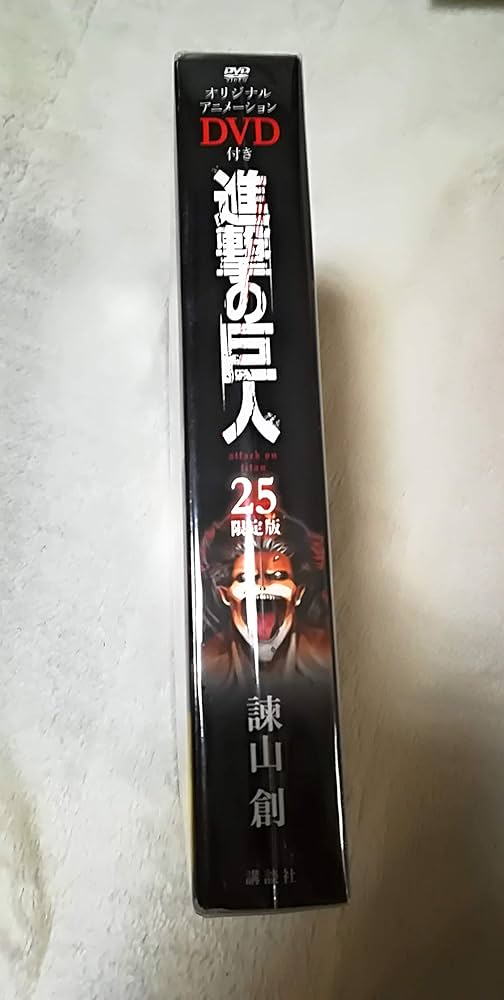 DVD
VIDEO
オリジナル
アニメーション
DVD
付き
進撃の巨人
attack on
titan
25
限定版
諫山創
講談社